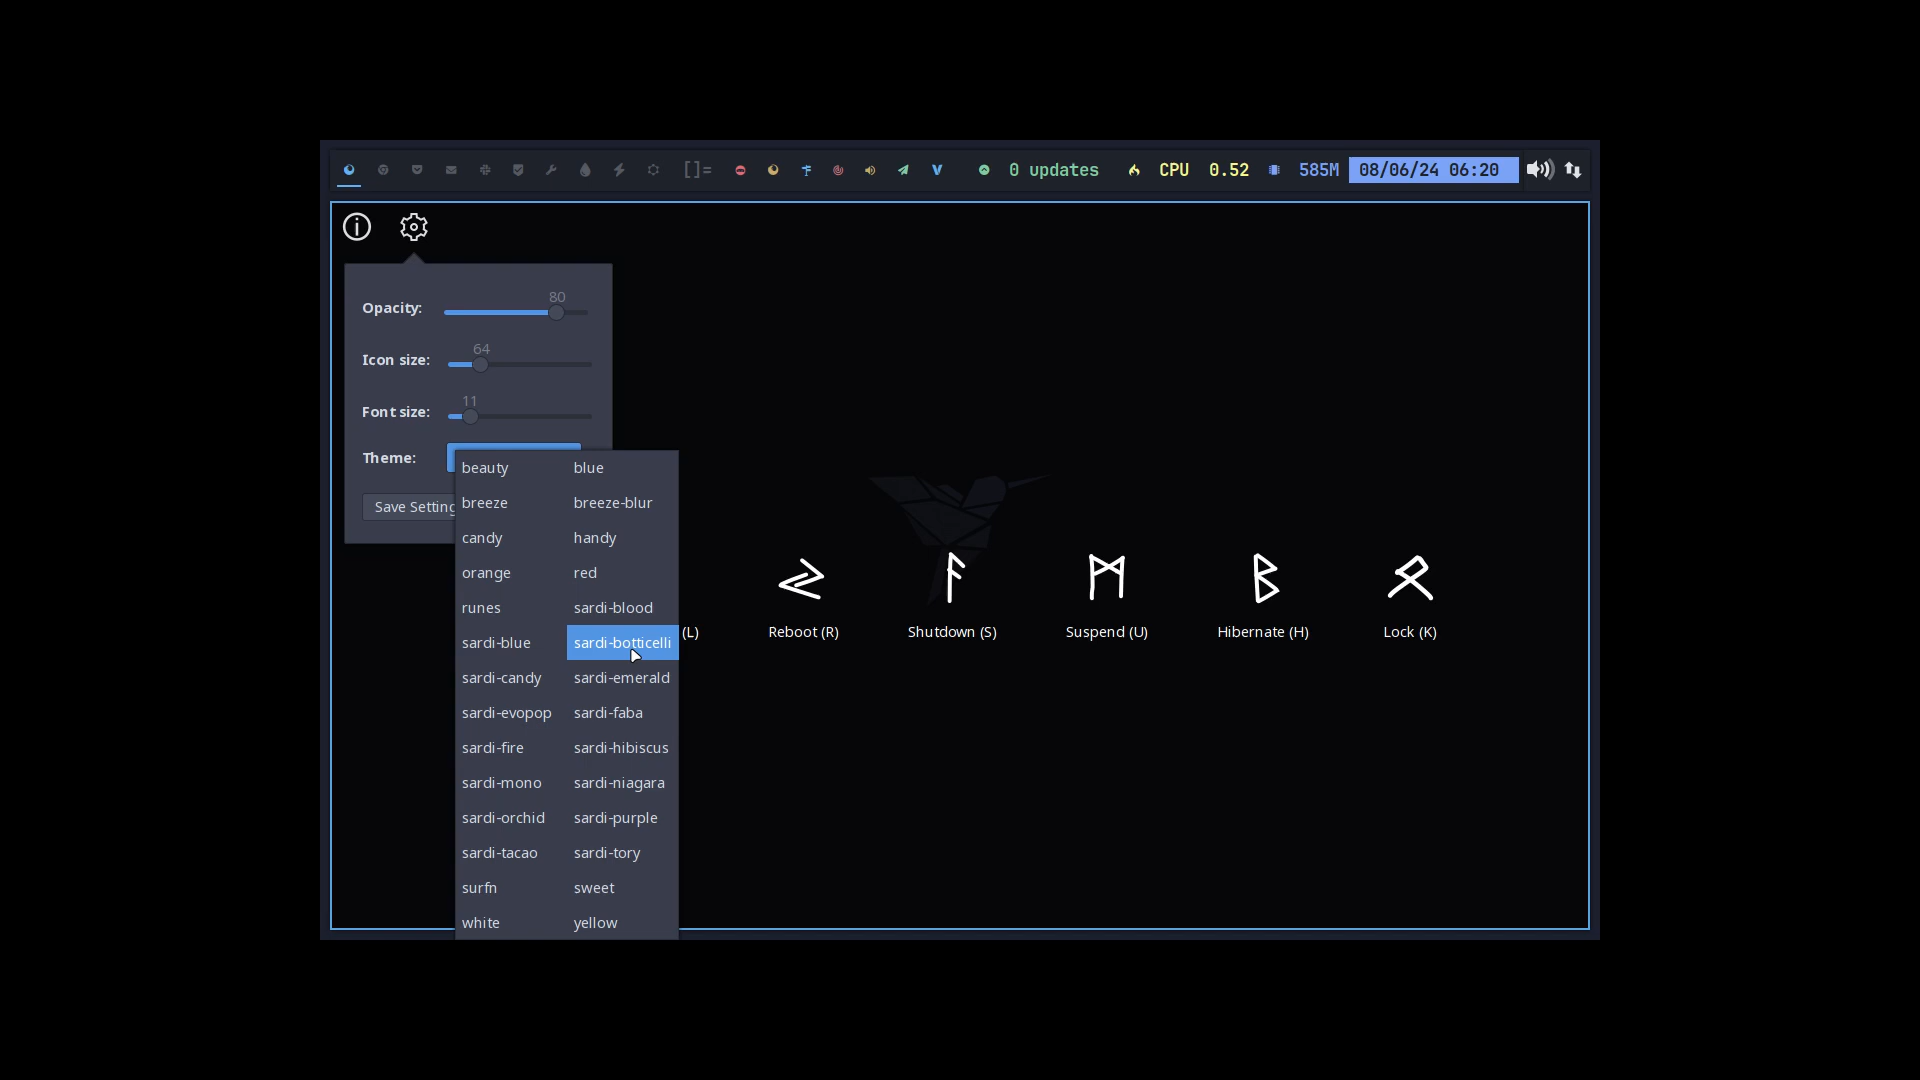 []= 0 updates CPU 0.52 585M 08/06/24 06:20
80
Opacity:
64
Icon size:
11
Font size:
Theme:
Save Setting
beauty blue
breeze breeze-blur
candy handy
orange red
runes sardi-blood
sardi-blue sardi-botticelli
sardi-candy sardi-emerald
sardi-evopop sardi-faba
sardi-fire sardi-hibiscus
sardi-mono sardi-niagara
sardi-orchid sardi-purple
sardi-tacao sardi-tory
surfn sweet
white yellow
(L) Reboot (R) Shutdown (S) Suspend (U) Hibernate (H) Lock (K)